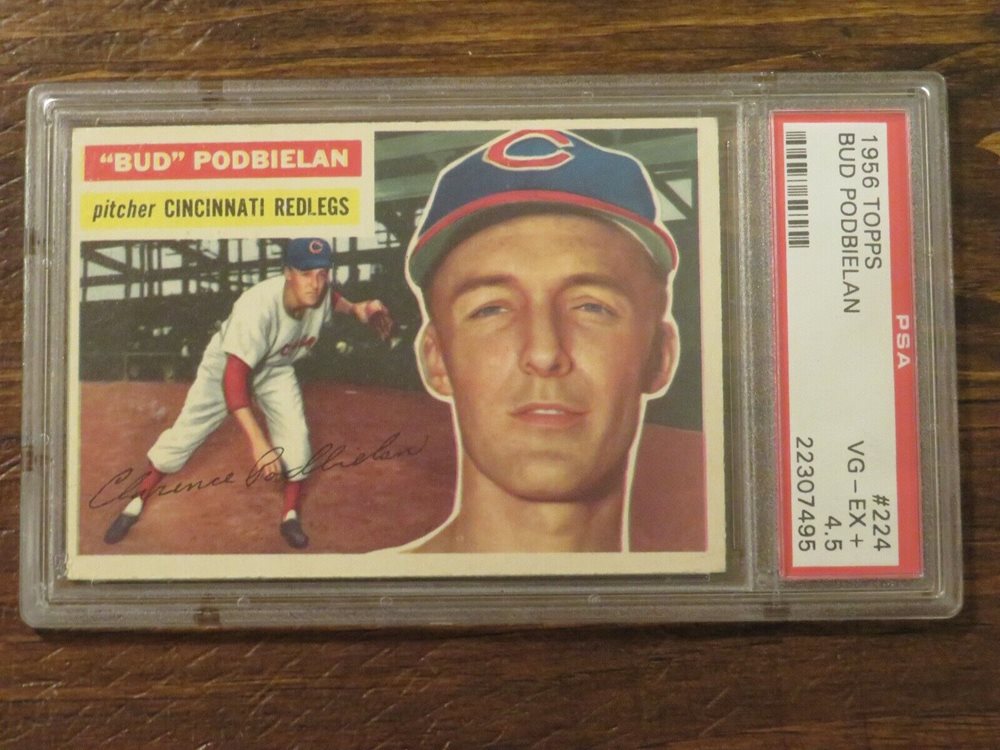 "BUD" PODBIELAN
pitcher CINCINNATI REDLEGS
C
C
Clarence Podbielan
1956 TOPPS #224
BUD PODBIELAN VG-EX+
4.5
22307495
PSA